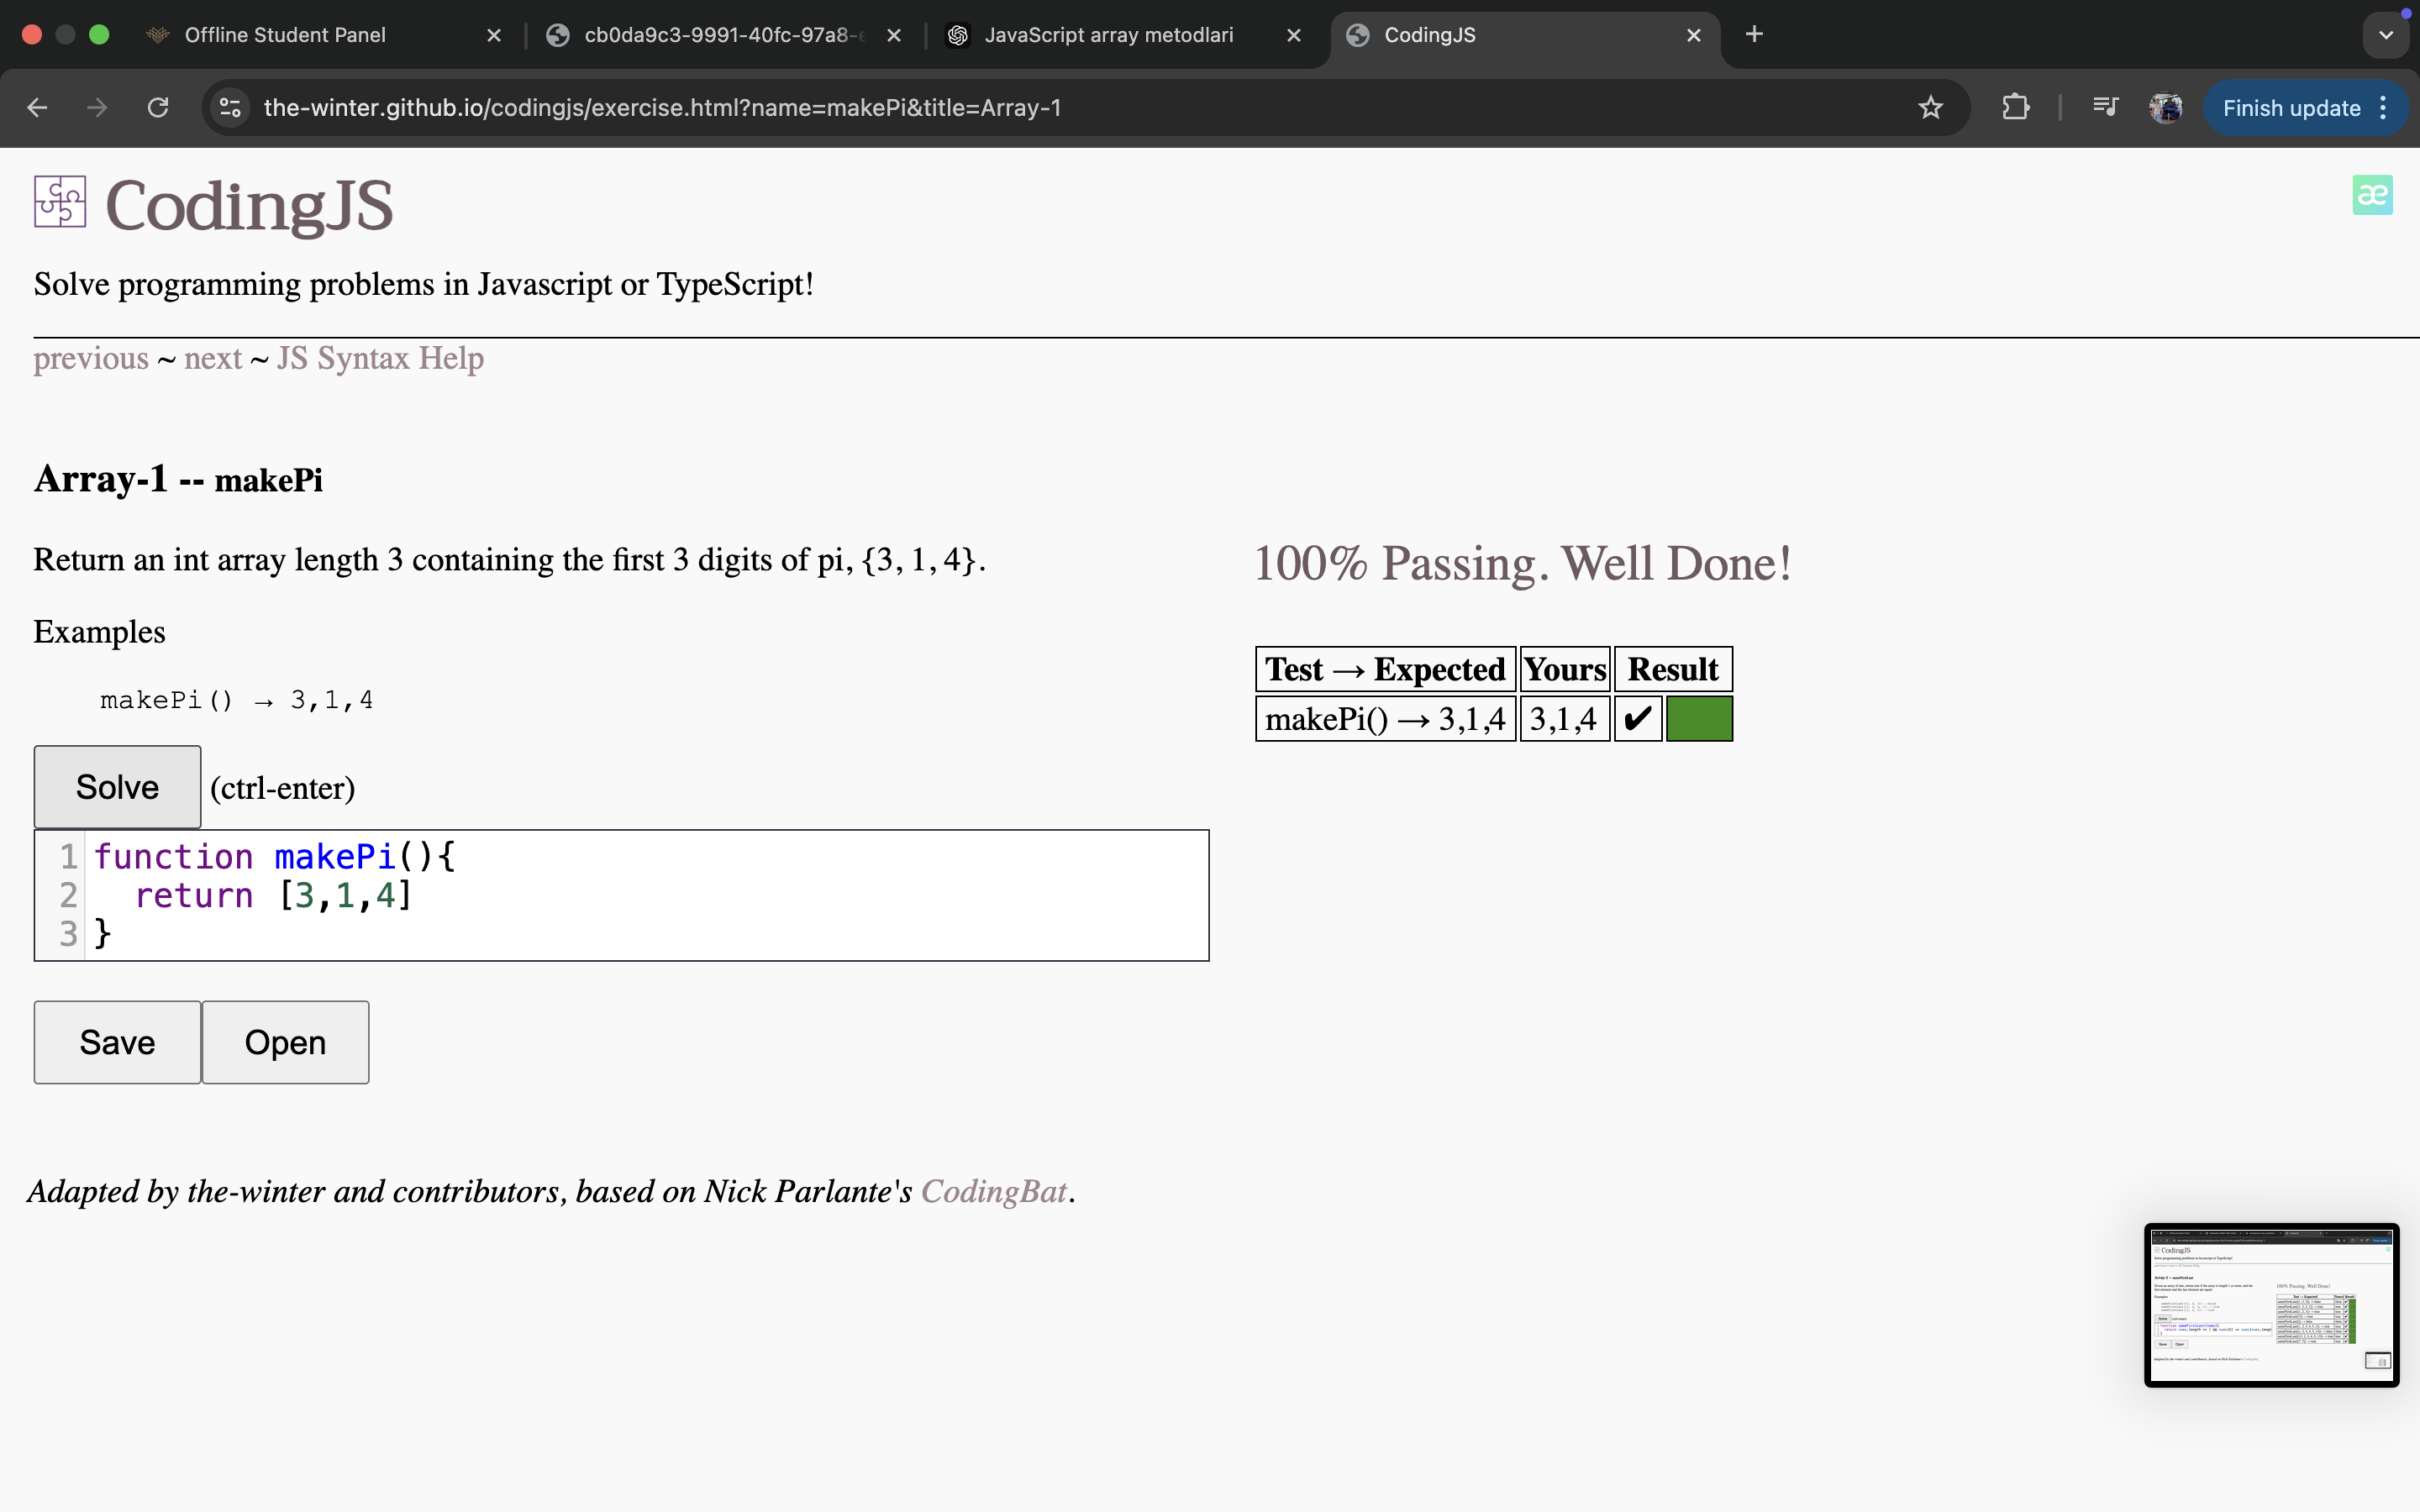 Offline Student Panel
cb0da9c3-9991-40fc-97a8-
JavaScript array metodlari
CodingJS
the-winter.github.io/codingjs/exercise.html?name=makePi&title=Array-1
Finish update
CodingJS
æ
Solve programming problems in Javascript or TypeScript!
previous ~ next ~ JS Syntax Help
Array-1 -- makePi
Return an int array length 3 containing the first 3 digits of pi, {3, 1, 4}.
Examples
makePi() → 3,1,4
Solve (ctrl-enter)
1 function makePi(){
2   return [3,1,4]
3 }
Save Open
100% Passing. Well Done!
Test → Expected Yours Result
makePi() → 3,1,4 3,1,4 ✔
Adapted by the-winter and contributors, based on Nick Parlante's CodingBat.
CodingJS
100% Passing. Well Done!